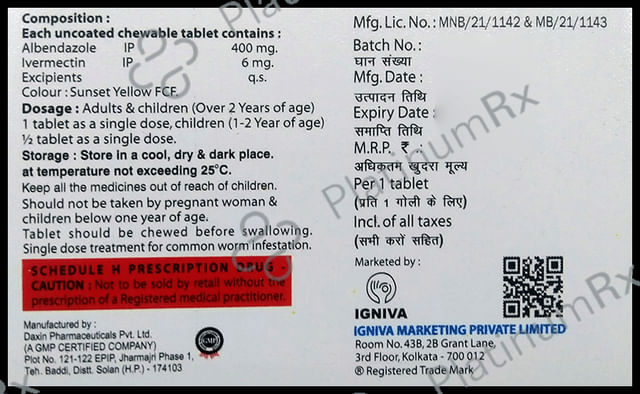 Composition :
Each uncoated chewable tablet contains :
Albendazole IP 400 mg.
Ivermectin IP 6 mg.
Excipients q.s.
Colour : Sunset Yellow FCF.
Dosage : Adults & children (Over 2 Years of age)
1 tablet as a single dose, children (1-2 Year of age)
½ tablet as a single dose.
Storage : Store in a cool, dry & dark place.
at temperature not exceeding 25°C.
Keep all the medicines out of reach of children.
Should not be taken by pregnant woman &
children below one year of age.
Tablet should be chewed before swallowing.
Single dose treatment for common worm infestation.
SCHEDULE H PRESCRIPTION DRUG -
CAUTION : Not to be sold by retail without the
prescription of a Registered medical practitioner.
Manufactured by :
Daxin Pharmaceuticals Pvt. Ltd.
(A GMP CERTIFIED COMPANY)
Plot No. 121-122 EPIP, Jharmajri Phase 1,
Teh. Baddi, Distt. Solan (H.P.) - 174103
GMP
Mfg. Lic. No. : MNB/21/1142 & MB/21/1143
Batch No. :
घान संख्या
Mfg. Date :
उत्पादन तिथि
Expiry Date :
समाप्ति तिथि
M.R.P. ₹ :
अधिकतम खुदरा मूल्य
Per 1 tablet
(प्रति 1 गोली के लिए)
Incl. of all taxes
(सभी करों सहित)
Marketed by :
IGNIVA
IGNIVA MARKETING PRIVATE LIMITED
Room No. 43B, 2B Grant Lane,
3rd Floor, Kolkata - 700 012
® Registered Trade Mark
PlatinumRx
PlatinumRx
PlatinumRx
Rx